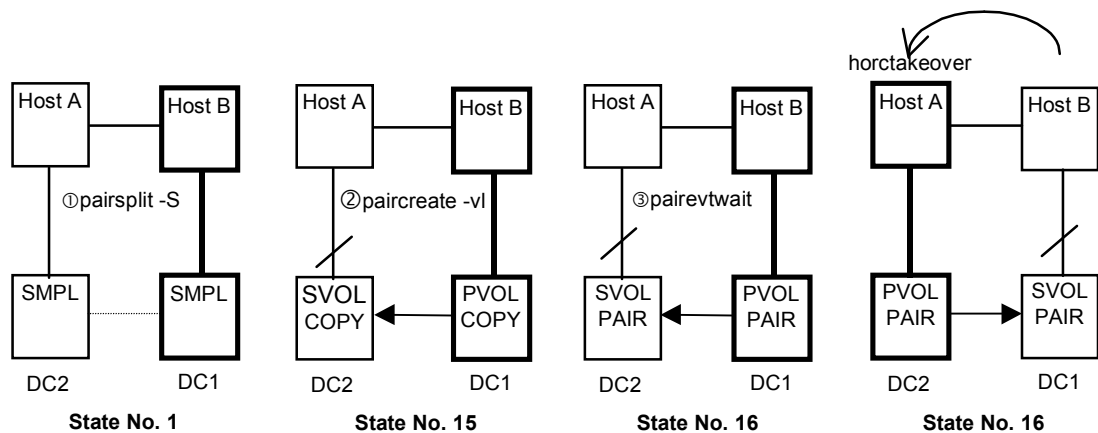 horctakeover
Host A
Host B
①pairsplit -S
SMPL
SMPL
DC2
DC1
State No. 1
Host A
Host B
②paircreate -vl
SVOL
COPY
PVOL
COPY
DC2
DC1
State No. 15
Host A
Host B
③pairevtwait
SVOL
PAIR
PVOL
PAIR
DC2
DC1
State No. 16
Host A
Host B
PVOL
PAIR
SVOL
PAIR
DC2
DC1
State No. 16